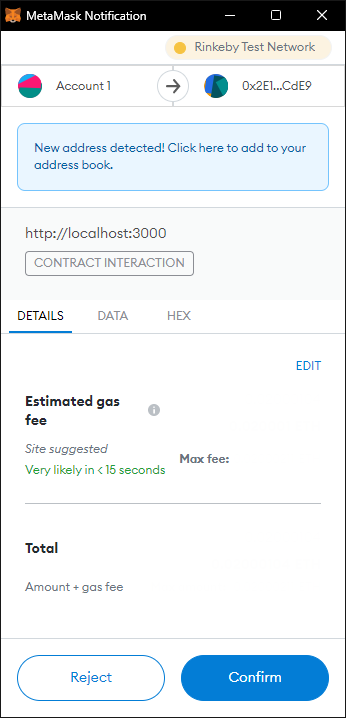 MetaMask Notification
Rinkeby Test Network
Account 1
0x2E1...CdE9
New address detected! Click here to add to your
address book.
http://localhost:3000
CONTRACT INTERACTION
DETAILS
DATA
HEX
EDIT
Estimated gas
fee
Site suggested
Very likely in < 15 seconds
Max fee:
Total
Amount + gas fee
Reject
Confirm